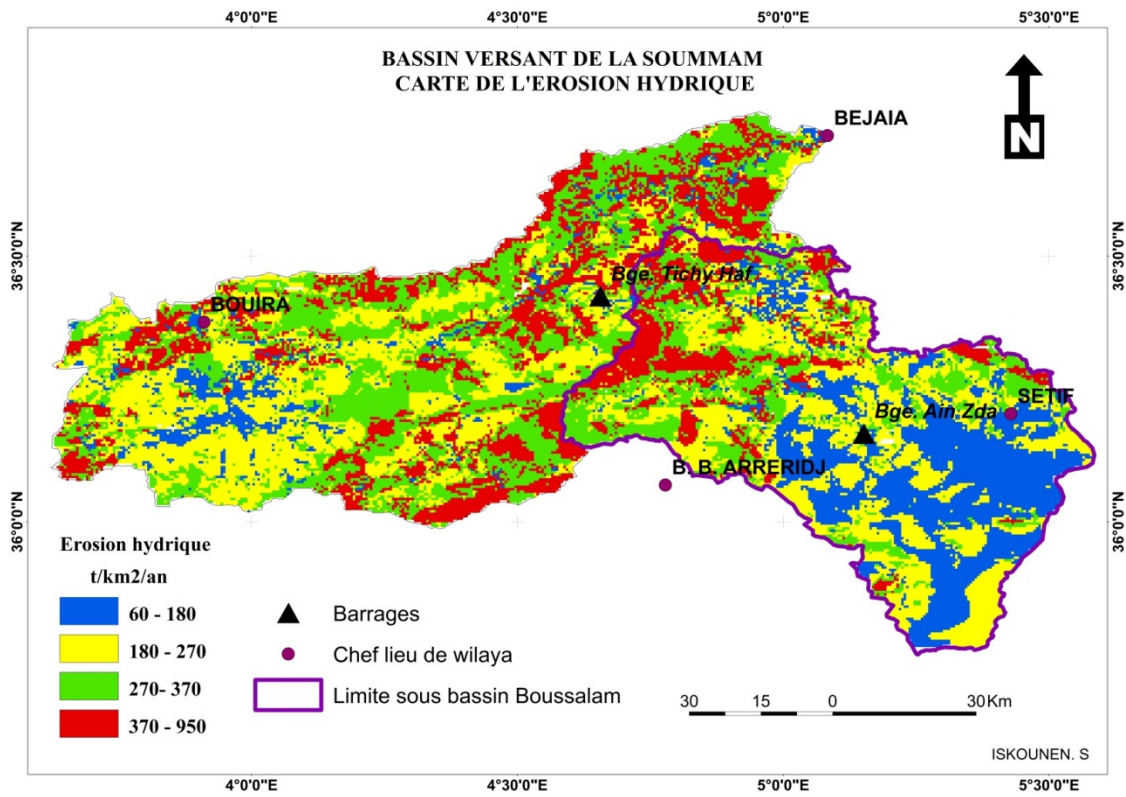 4°0'0"E 4°30'0"E 5°0'0"E 5°30'0"E
BASSIN VERSANT DE LA SOUMMAM
CARTE DE L'EROSION HYDRIQUE
N
BEJAIA
36°30'0"N
36°30'0"N
Bge. Tichy Haf
BOUIRA
SETIF
Bge. Ain Zda
B. B. ARRERIDJ
36°0'0"N
36°0'0"N
Erosion hydrique
t/km2/an
60 - 180
180 - 270
270- 370
370 - 950
Barrages
Chef lieu de wilaya
Limite sous bassin Boussalam
30 15 0 30 Km
ISKOUNEN. S
4°0'0"E 4°30'0"E 5°0'0"E 5°30'0"E